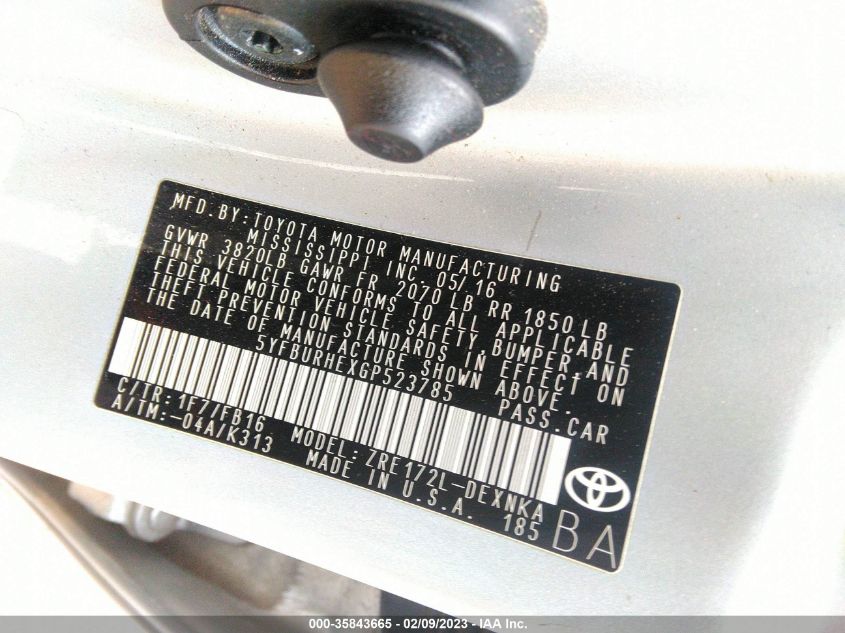 MFD.BY:TOYOTA MOTOR MANUFACTURING
MISSISSIPPI INC 05/16
GVWR 3820LB GAWR FR 2070 LB RR 1850LB
THIS VEHICLE CONFORMS TO ALL APPLICABLE
FEDERAL MOTOR VEHICLE SAFETY,BUMPER,AND
THEFT PREVENTION STANDARDS IN EFFECT ON
THE DATE OF MANUFACTURE SHOWN ABOVE.
5YFBURHEXGP523785 PASS.CAR
C/TR:1F7/FB16 MODEL:ZRE172L-DEXNKA
A/TM:-04A/K313 MADE IN U.S.A. 185
BA
000-35843665 / 02/09/2023 - IAA Inc.